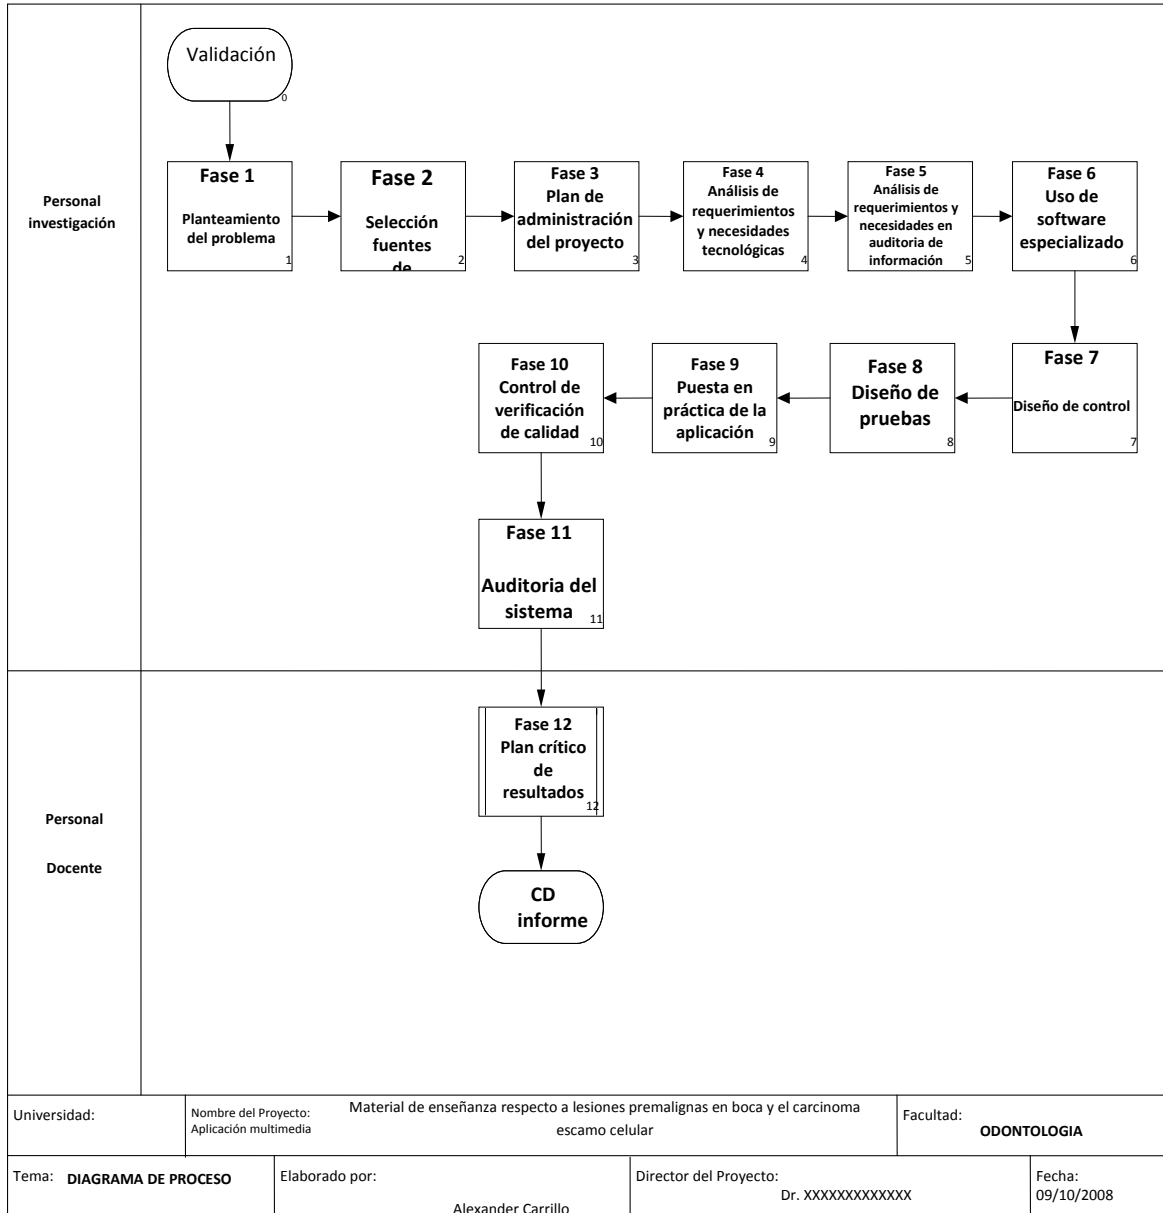 Validación
0
Personal
investigación
Fase 1
Planteamiento
del problema
1
Fase 2
Selección
fuentes
de
2
Fase 3
Plan de
administración
del proyecto
3
Fase 4
Análisis de
requerimientos
y necesidades
tecnológicas
4
Fase 5
Análisis de
requerimientos y
necesidades en
auditoria de
información
5
Fase 6
Uso de
software
especializado
6
Fase 7
Diseño de control
7
Fase 8
Diseño de
pruebas
8
Fase 9
Puesta en
práctica de la
aplicación
9
Fase 10
Control de
verificación
de calidad
10
Fase 11
Auditoria del
sistema
11
Personal
Docente
Fase 12
Plan crítico
de
resultados
12
CD
informe
Universidad:
Nombre del Proyecto:
Aplicación multimedia
Material de enseñanza respecto a lesiones premalignas en boca y el carcinoma
escamo celular
Facultad:
ODONTOLOGIA
Tema: DIAGRAMA DE PROCESO
Elaborado por:
Alexander Carrillo
Director del Proyecto:
Dr. XXXXXXXXXXXXX
Fecha:
09/10/2008